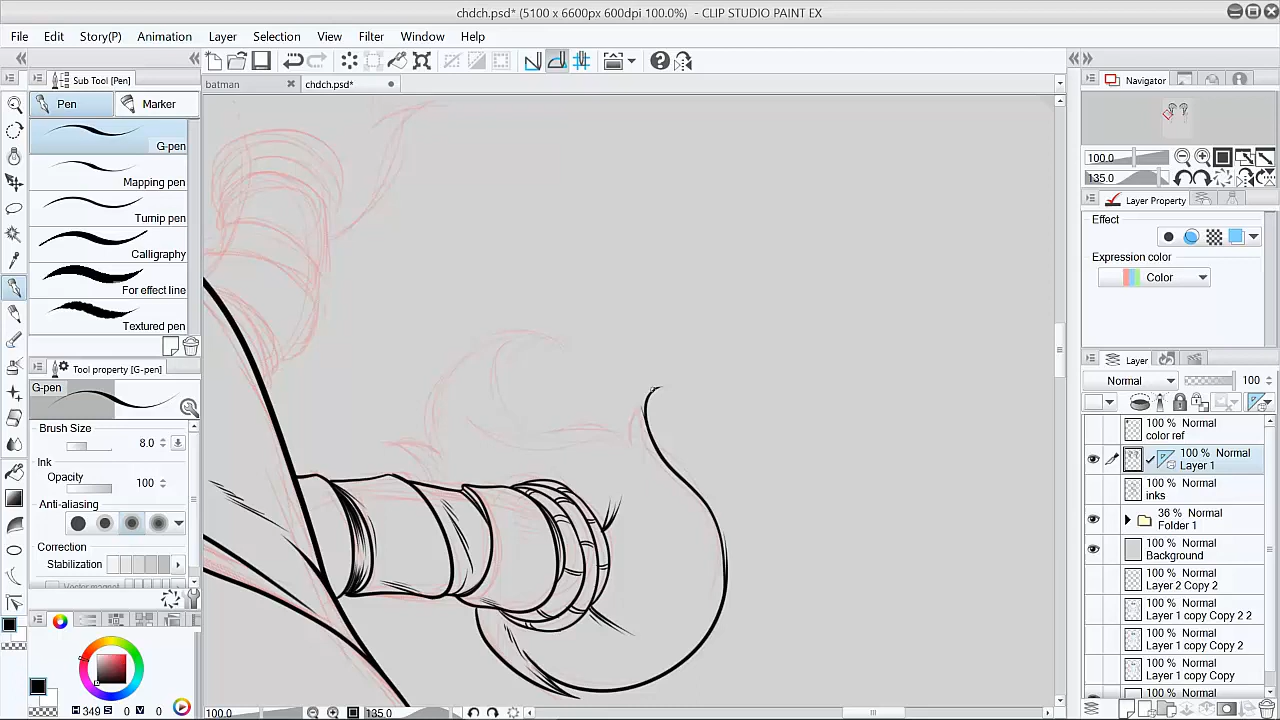 chdch.psd* (5100 x 6600px 600dpi 100.0%)  - CLIP STUDIO PAINT EX
File Edit Story(P) Animation Layer Selection View Filter Window Help
Sub Tool [Pen]
batman
chdch.psd*
Navigator
Pen
Marker
G-pen
Mapping pen
Turnip pen
Calligraphy
For effect line
Textured pen
Tool property [G-pen]
G-pen
Brush Size
8.0
Ink
Opacity
100
Anti-aliasing
Correction
Stabilization
Vector magnet
H 349 S 0 V 0
100.0
135.0
100.0
135.0
Layer Property
Effect
Expression color
Color
Layer
Normal
100
100 % Normal
color ref
100 % Normal
Layer 1
100 % Normal
inks
36 % Normal
Folder 1
100 % Normal
Background
100 % Normal
Layer 2 Copy 2
100 % Normal
Layer 1 copy Copy 2 2
100 % Normal
Layer 1 copy Copy 2
100 % Normal
Layer 1 copy Copy
100 % Normal